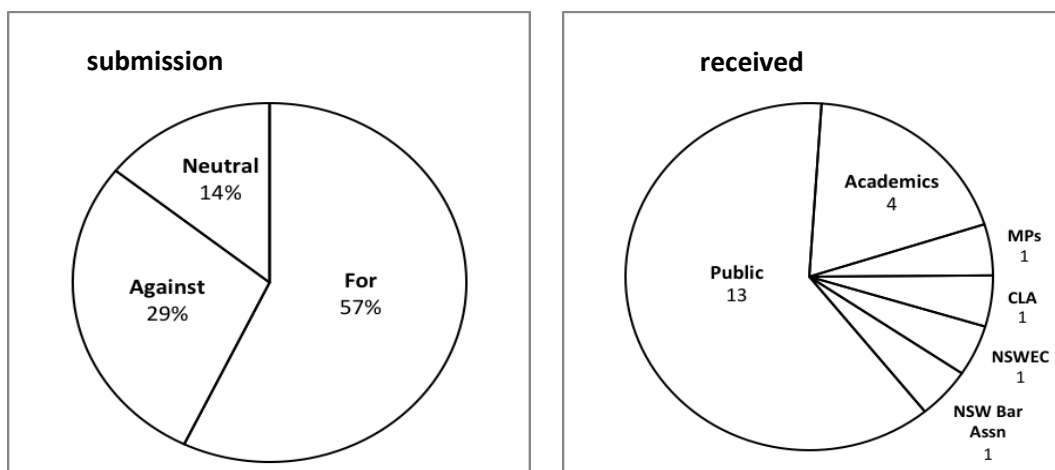 submission
Neutral
14%
Against
29%
For
57%
received
Academics
4
MPs
1
Public
13
CLA
1
NSWEC
1
NSW Bar
Assn
1